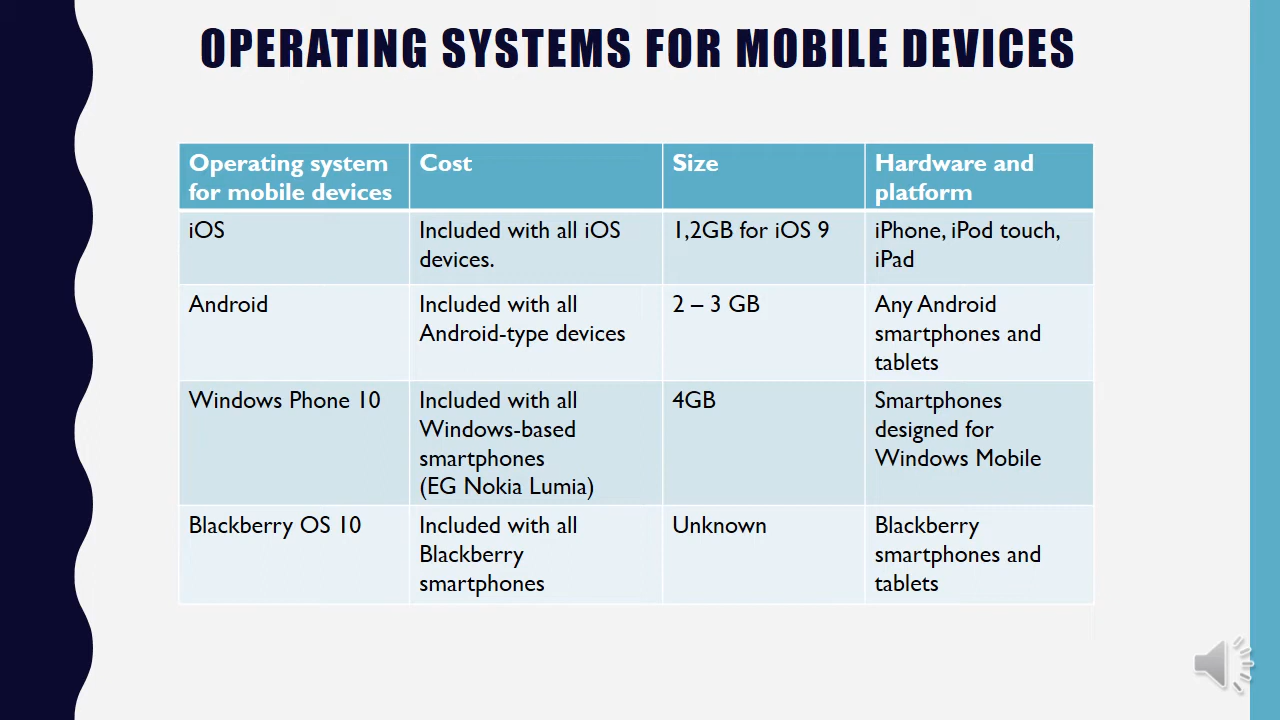 OPERATING SYSTEMS FOR MOBILE DEVICES
Operating system
for mobile devices
Cost
Size
Hardware and
platform
iOS
Included with all iOS
devices.
1,2GB for iOS 9
iPhone, iPod touch,
iPad
Android
Included with all
Android-type devices
2 – 3 GB
Any Android
smartphones and
tablets
Windows Phone 10
Included with all
Windows-based
smartphones
(EG Nokia Lumia)
4GB
Smartphones
designed for
Windows Mobile
Blackberry OS 10
Included with all
Blackberry
smartphones
Unknown
Blackberry
smartphones and
tablets